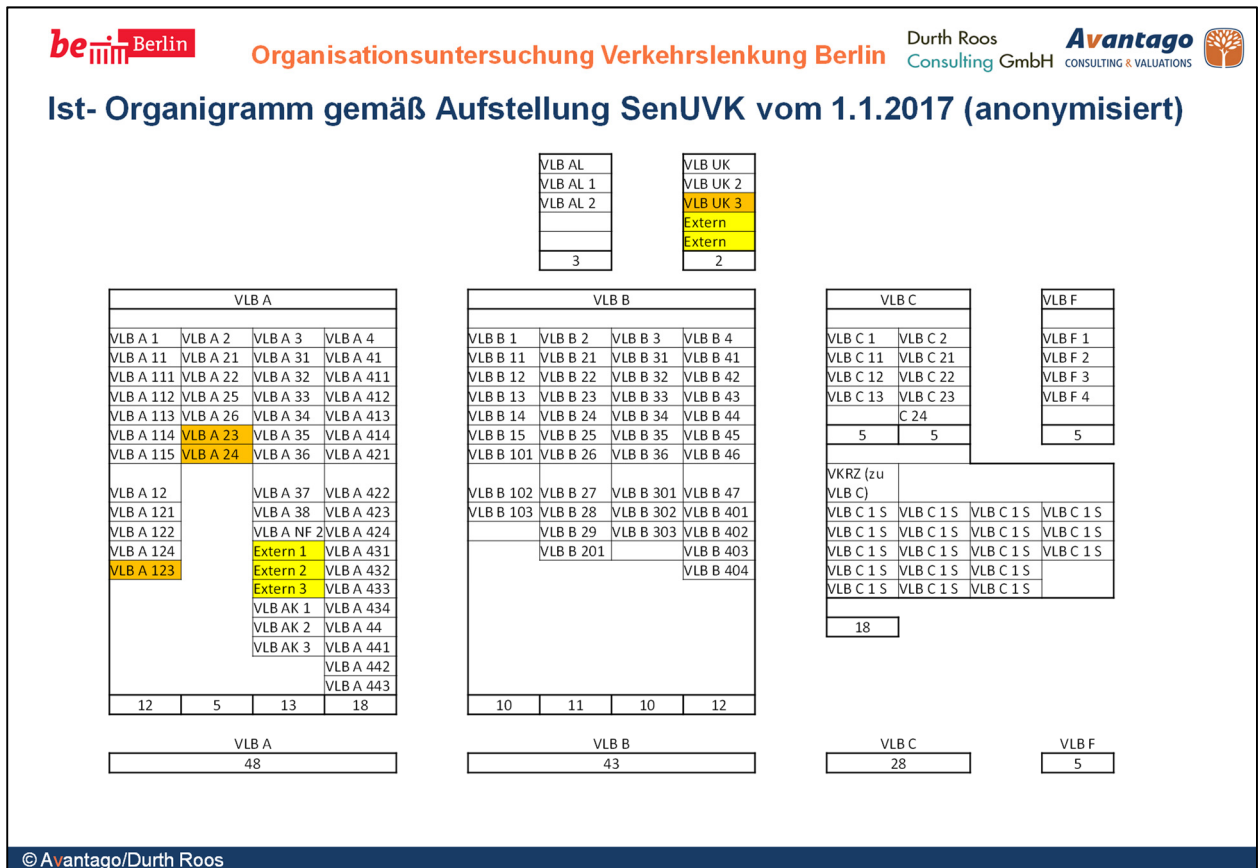 be Berlin
Organisationsuntersuchung Verkehrslenkung Berlin
Durth Roos
Consulting GmbH
Avantago
CONSULTING & VALUATIONS
Ist- Organigramm gemäß Aufstellung SenUVK vom 1.1.2017 (anonymisiert)
VLB AL VLB UK
VLB AL 1 VLB UK 2
VLB AL 2 VLB UK 3
Extern
Extern
3 2
VLB A
VLB A 1 VLB A 2 VLB A 3 VLB A 4
VLB A 11 VLB A 21 VLB A 31 VLB A 41
VLB A 111 VLB A 22 VLB A 32 VLB A 411
VLB A 112 VLB A 25 VLB A 33 VLB A 412
VLB A 113 VLB A 26 VLB A 34 VLB A 413
VLB A 114 VLB A 23 VLB A 35 VLB A 414
VLB A 115 VLB A 24 VLB A 36 VLB A 421
VLB A 12 VLB A 37 VLB A 422
VLB A 121 VLB A 38 VLB A 423
VLB A 122 VLB A NF 2 VLB A 424
VLB A 124 Extern 1 VLB A 431
VLB A 123 Extern 2 VLB A 432
Extern 3 VLB A 433
VLB AK 1 VLB A 434
VLB AK 2 VLB A 44
VLB AK 3 VLB A 441
VLB A 442
VLB A 443
12 5 13 18
VLB A
48
VLB B
VLB B 1 VLB B 2 VLB B 3 VLB B 4
VLB B 11 VLB B 21 VLB B 31 VLB B 41
VLB B 12 VLB B 22 VLB B 32 VLB B 42
VLB B 13 VLB B 23 VLB B 33 VLB B 43
VLB B 14 VLB B 24 VLB B 34 VLB B 44
VLB B 15 VLB B 25 VLB B 35 VLB B 45
VLB B 101 VLB B 26 VLB B 36 VLB B 46
VLB B 102 VLB B 27 VLB B 301 VLB B 47
VLB B 103 VLB B 28 VLB B 302 VLB B 401
VLB B 29 VLB B 303 VLB B 402
VLB B 201 VLB B 403
VLB B 404
10 11 10 12
VLB B
43
VLB C
VLB C 1 VLB C 2
VLB C 11 VLB C 21
VLB C 12 VLB C 22
VLB C 13 VLB C 23
C 24
5 5
VKRZ (zu
VLB C)
VLB C 1 S VLB C 1 S VLB C 1 S VLB C 1 S
VLB C 1 S VLB C 1 S VLB C 1 S VLB C 1 S
VLB C 1 S VLB C 1 S VLB C 1 S VLB C 1 S
VLB C 1 S VLB C 1 S VLB C 1 S
VLB C 1 S VLB C 1 S VLB C 1 S
18
VLB C
28
VLB F
VLB F 1
VLB F 2
VLB F 3
VLB F 4
5
VLB F
5
© Avantago/Durth Roos